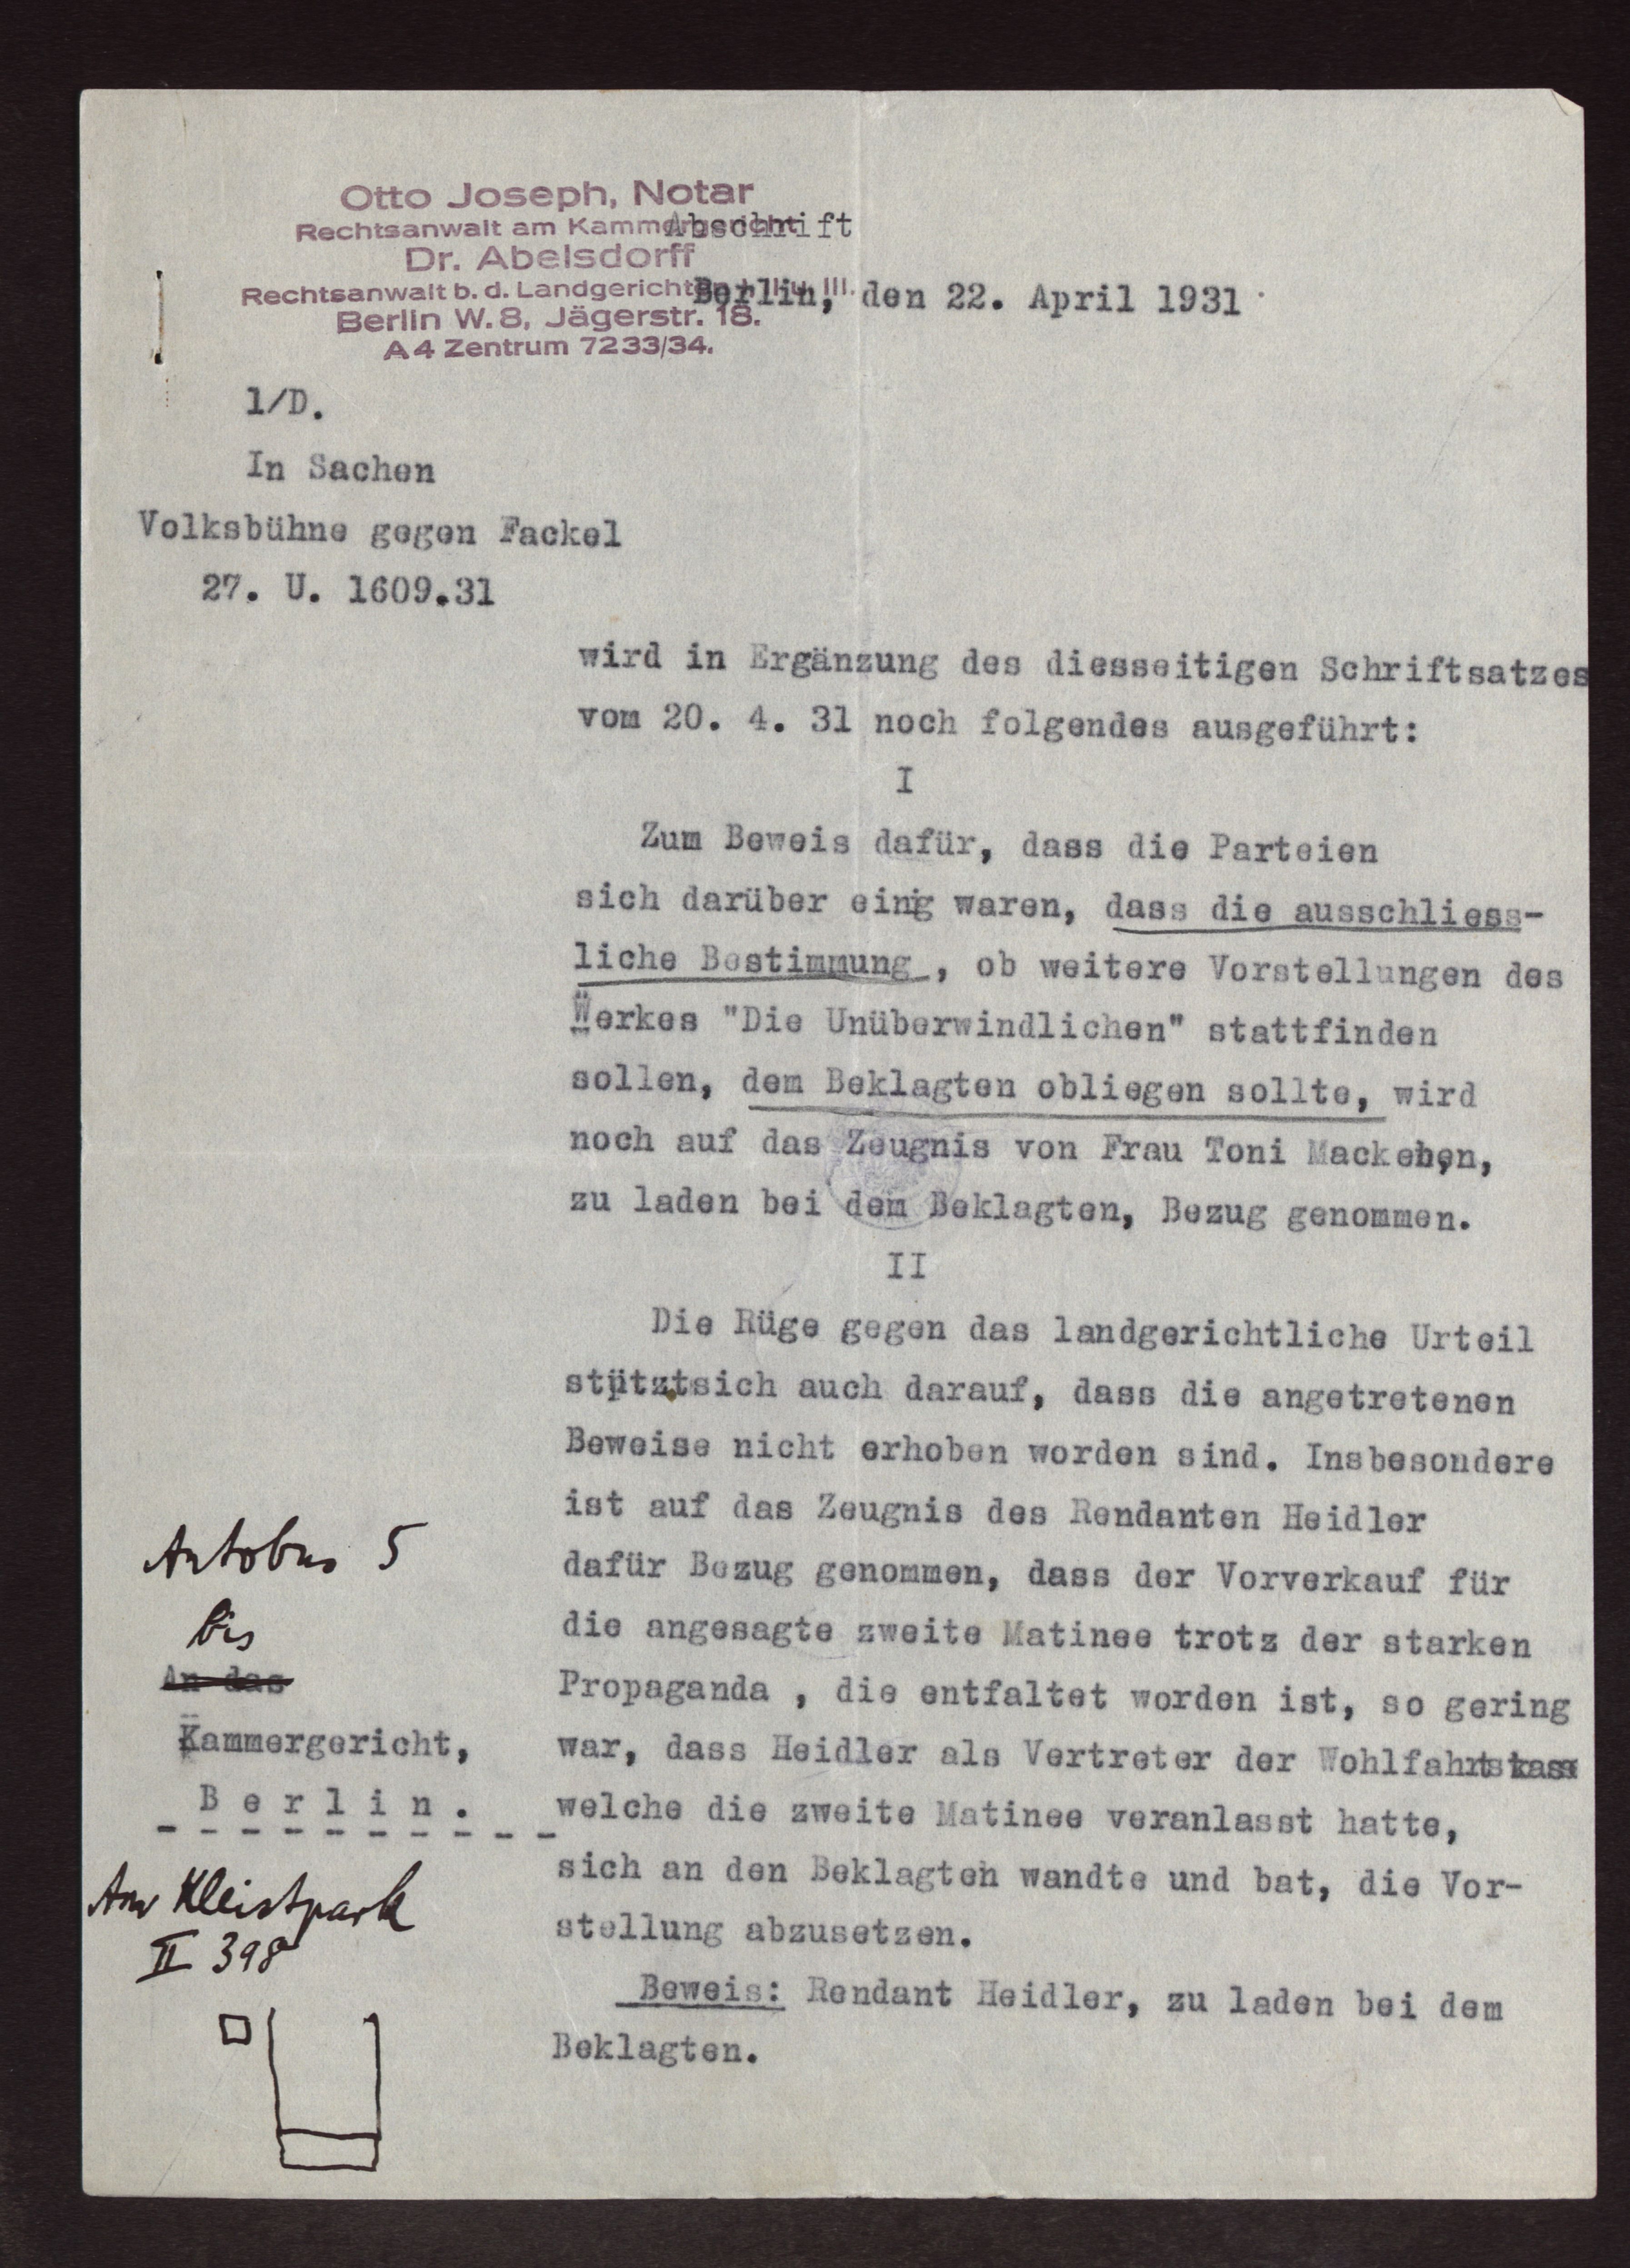 Otto Joseph, Notar
Rechtsanwalt am Kammergericht
Abschrift
Dr. Abelsdorff
Rechtsanwalt b. d. Landgerichten I, II u. III.
Berlin, den 22. April 1931
Berlin W. 8, Jägerstr. 18.
A 4 Zentrum 7233/34.
1/D.
In Sachen
Volksbühne gegen Fackel
27. U. 1609.31
wird in Ergänzung des diesseitigen Schriftsatzes
vom 20. 4. 31 noch folgendes ausgeführt:
I
Zum Beweis dafür, dass die Parteien
sich darüber einig waren, dass die ausschliess-
liche Bestimmung , ob weitere Vorstellungen des
Werkes "Die Unüberwindlichen" stattfinden
sollen, dem Beklagten obliegen sollte, wird
noch auf das Zeugnis von Frau Toni Mackeben,
zu laden bei dem Beklagten, Bezug genommen.
II
Die Rüge gegen das landgerichtliche Urteil
stütztsich auch darauf, dass die angetretenen
Beweise nicht erhoben worden sind. Insbesondere
ist auf das Zeugnis des Rendanten Heidler
dafür Bezug genommen, dass der Vorverkauf für
die angesagte zweite Matinee trotz der starken
Propaganda , die entfaltet worden ist, so gering
war, dass Heidler als Vertreter der Wohlfahrtskasse
welche die zweite Matinee veranlasst hatte,
sich an den Beklagten wandte und bat, die Vor-
stellung abzusetzen.
Beweis: Rendant Heidler, zu laden bei dem
Beklagten.
Autobus 5
bis
An das
Kammergericht,
Berlin.
Am Kleistpark
II 398